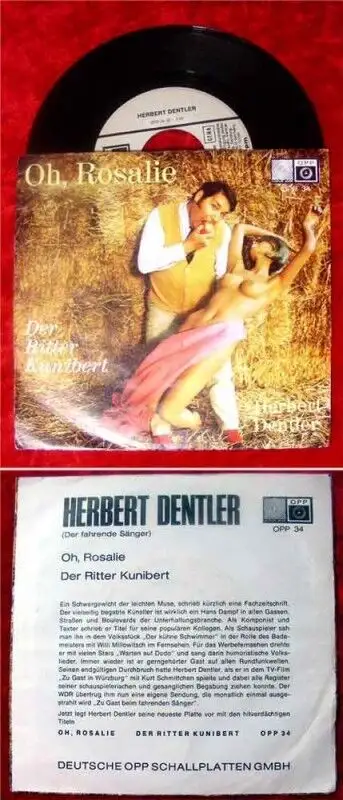 HERBERT DENTLER
Oh, Rosalie
OPP
OPP 34
Der
Ritter
Kunibert
Herbert
Dentler
HERBERT DENTLER
(Der fahrende Sänger)
OPP
OPP 34
Oh, Rosalie
Der Ritter Kunibert
Ein Schwergewicht der leichten Muse, schrieb kürzlich eine Fachzeitschrift.
Der vielseitig begabte Künstler ist wirklich ein Hans Dampf in allen Gassen,
Straßen und Boulevards der Unterhaltungsbranche. Als Komponist und
Texter schrieb er Titel für seine populären Kollegen. Als Schauspieler sah
man ihn in dem Volksstück „Der kühne Schwimmer" in der Rolle des Bade-
meisters mit Willi Millowitsch im Fernsehen. Für das Werbefernsehen drehte
er mit vielen Stars „Warten auf Dudo" und sang darin humoristische Volks-
lieder. Immer wieder ist er gerngehörter Gast auf allen Rundfunkwellen.
Seinen endgültigen Durchbruch hatte Herbert Dentler, als er in dem TV-Film
„Zu Gast in Würzburg" mit Kurt Schmittchen spielte und dabei alle Register
seiner schauspielerischen und gesanglichen Begabung ziehen konnte. Der
WDR übertrug ihm nun eine eigene Sendung, die monatlich einmal ausge-
strahlt wird „Zu Gast beim fahrenden Sänger".
Jetzt legt Herbert Dentler seine neueste Platte vor mit den hitverdächtigen
Titeln
OH, ROSALIE DER RITTER KUNIBERT OPP 34
DEUTSCHE OPP SCHALLPLATTEN GMBH